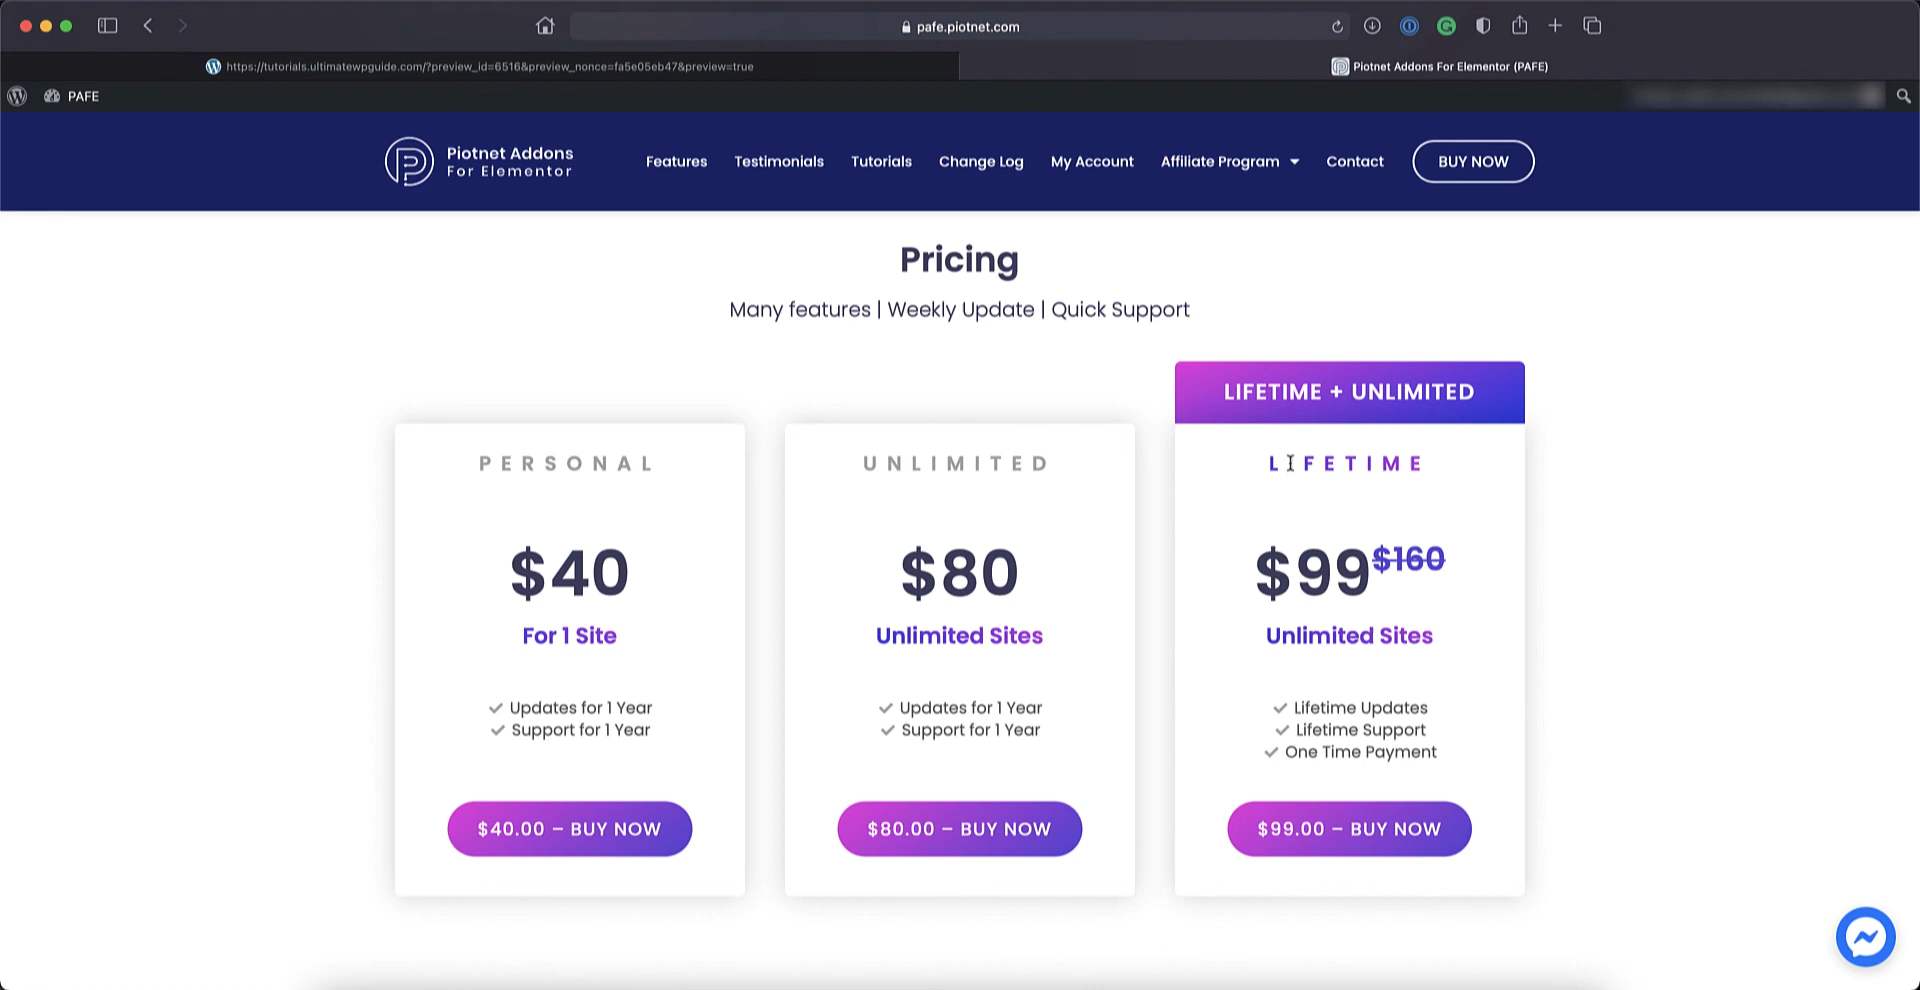 pafe.piotnet.com
https://tutorials.ultimatewpguide.com/?preview_id=6516&preview_nonce=fa5e05eb47&preview=true
Piotnet Addons For Elementor (PAFE)
PAFE
Piotnet Addons
For Elementor
Features
Testimonials
Tutorials
Change Log
My Account
Affiliate Program
Contact
BUY NOW
Pricing
Many features | Weekly Update | Quick Support
PERSONAL
$40
For 1 Site
Updates for 1 Year
Support for 1 Year
$40.00 – BUY NOW
UNLIMITED
$80
Unlimited Sites
Updates for 1 Year
Support for 1 Year
$80.00 – BUY NOW
LIFETIME + UNLIMITED
LIFETIME
$99 $160
Unlimited Sites
Lifetime Updates
Lifetime Support
One Time Payment
$99.00 – BUY NOW